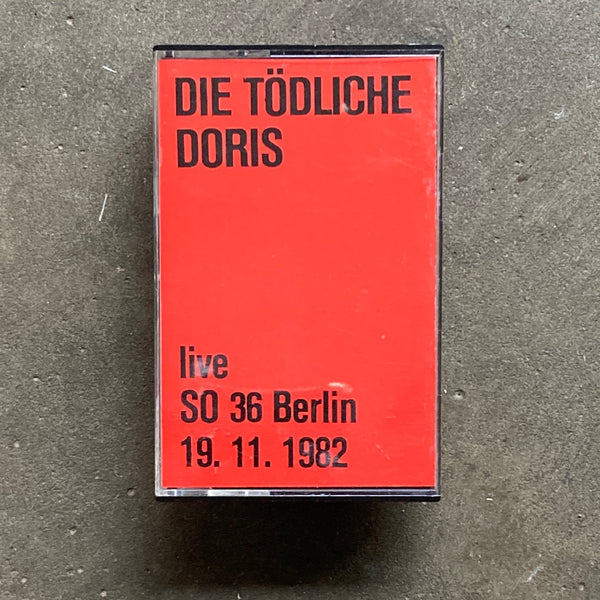 DIE TÖDLICHE
DORIS
live
SO 36 Berlin
19. 11. 1982